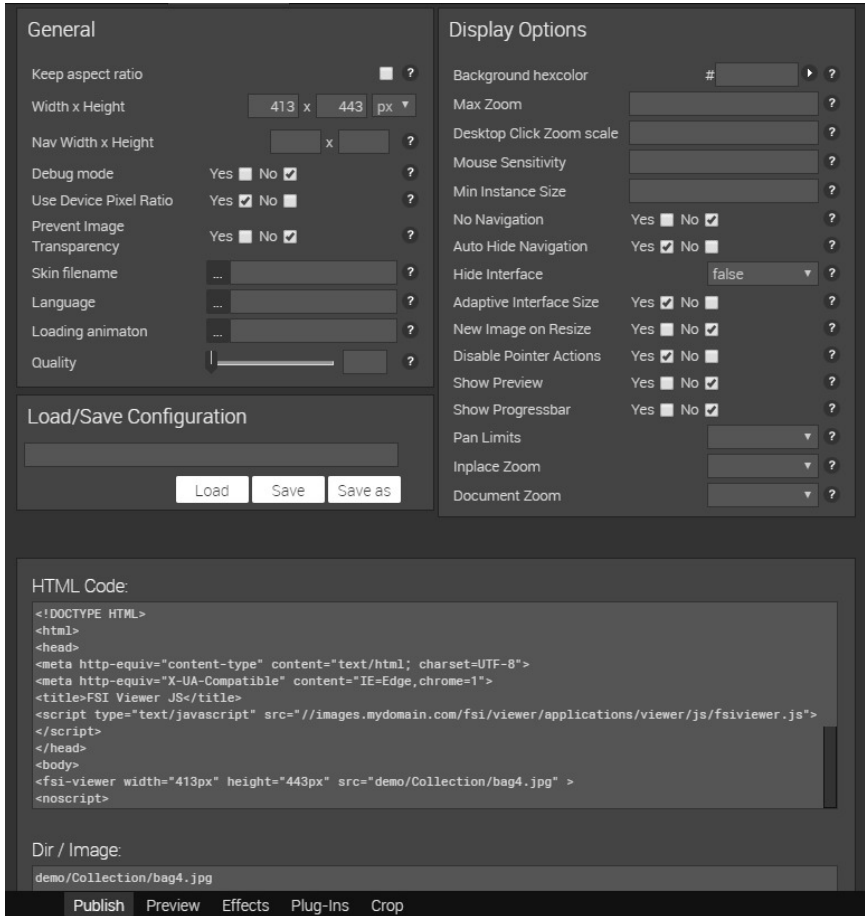 General
Keep aspect ratio ?
Width x Height 413 x 443 px
Nav Width x Height x ?
Debug mode Yes No ?
Use Device Pixel Ratio Yes No ?
Prevent Image
Transparency Yes No ?
Skin filename ... ?
Language ... ?
Loading animaton ... ?
Quality ?
Load/Save Configuration
Load Save Save as
Display Options
Background hexcolor # ?
Max Zoom ?
Desktop Click Zoom scale ?
Mouse Sensitivity ?
Min Instance Size ?
No Navigation Yes No ?
Auto Hide Navigation Yes No ?
Hide Interface false ?
Adaptive Interface Size Yes No ?
New Image on Resize Yes No ?
Disable Pointer Actions Yes No ?
Show Preview Yes No ?
Show Progressbar Yes No ?
Pan Limits ?
Inplace Zoom ?
Document Zoom ?
HTML Code:
<!DOCTYPE HTML>
<html>
<head>
<meta http-equiv="content-type" content="text/html; charset=UTF-8">
<meta http-equiv="X-UA-Compatible" content="IE=Edge,chrome=1">
<title>FSI Viewer JS</title>
<script type="text/javascript" src="//images.mydomain.com/fsi/viewer/applications/viewer/js/fsiviewer.js">
</script>
</head>
<body>
<fsi-viewer width="413px" height="443px" src="demo/Collection/bag4.jpg" >
<noscript>
Dir / Image:
demo/Collection/bag4.jpg
Publish Preview Effects Plug-Ins Crop